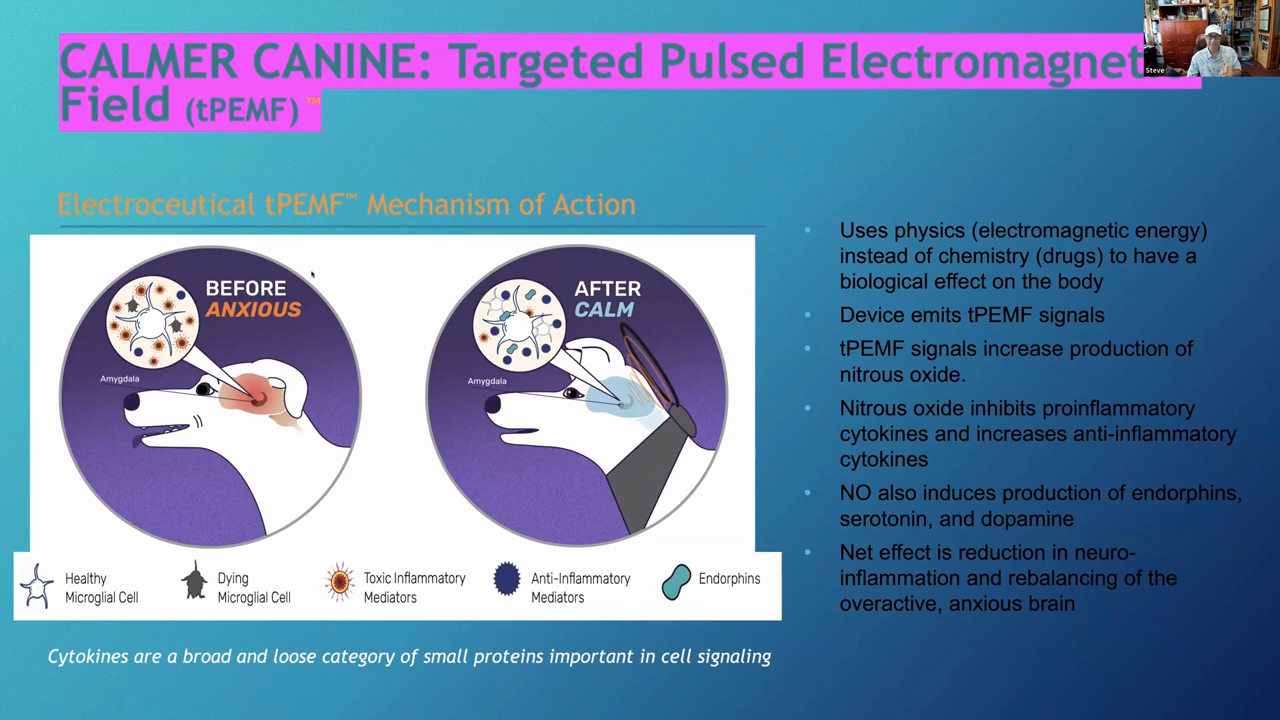 CALMER CANINE: Targeted Pulsed Electromagnet
Field (tPEMF) ™
Steve
Electroceutical tPEMF™ Mechanism of Action
BEFORE
ANXIOUS
Amygdala
AFTER
CALM
Amygdala
Healthy
Microglial Cell
Dying
Microglial Cell
Toxic Inflammatory
Mediators
Anti-Inflammatory
Mediators
Endorphins
Cytokines are a broad and loose category of small proteins important in cell signaling
• Uses physics (electromagnetic energy)
instead of chemistry (drugs) to have a
biological effect on the body
• Device emits tPEMF signals
• tPEMF signals increase production of
nitrous oxide.
• Nitrous oxide inhibits proinflammatory
cytokines and increases anti-inflammatory
cytokines
• NO also induces production of endorphins,
serotonin, and dopamine
• Net effect is reduction in neuro-
inflammation and rebalancing of the
overactive, anxious brain